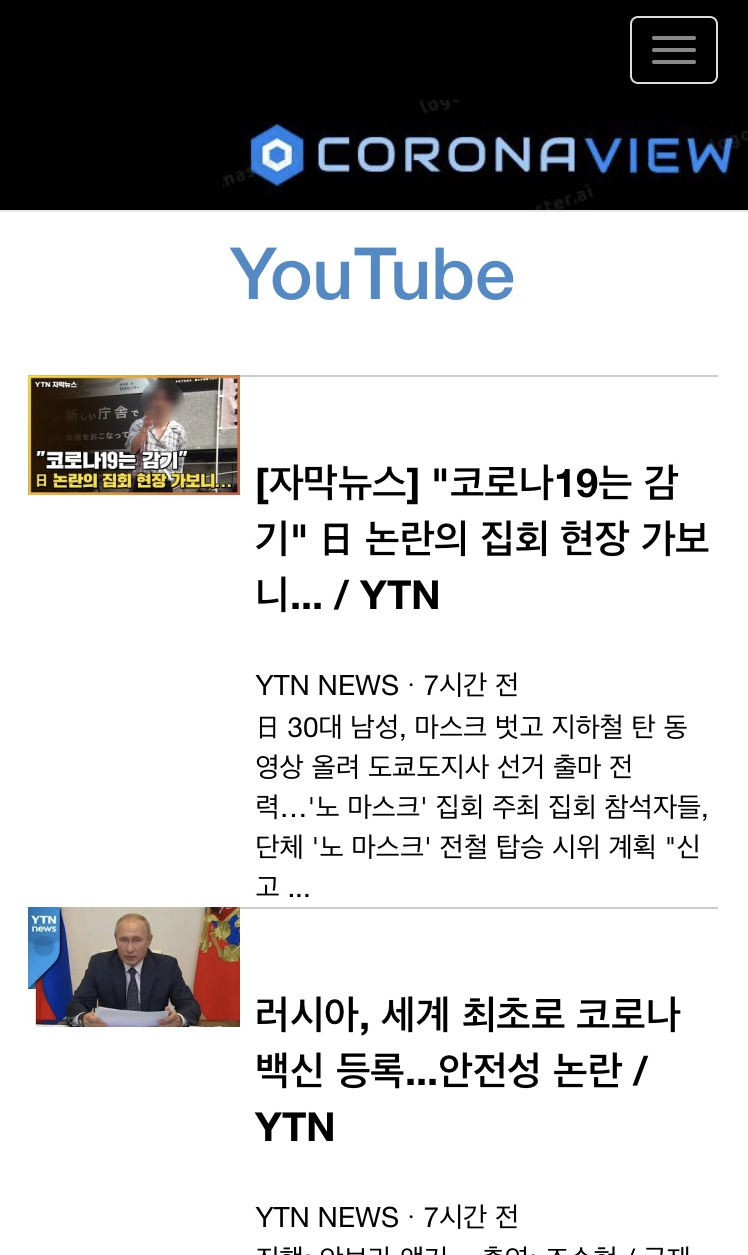 CORONAVIEW
YouTube
YTN 자막뉴스
新しい庁舎で
"코로나19는 감기"
日 논란의 집회 현장 가보니...
[자막뉴스] "코로나19는 감
기" 日 논란의 집회 현장 가보
니... / YTN
YTN NEWS · 7시간 전
日 30대 남성, 마스크 벗고 지하철 탄 동
영상 올려 도쿄도지사 선거 출마 전
력…'노 마스크' 집회 주최 집회 참석자들,
단체 '노 마스크' 전철 탑승 시위 계획 "신
고 ...
YTN
news
러시아, 세계 최초로 코로나
백신 등록...안전성 논란 /
YTN
YTN NEWS · 7시간 전